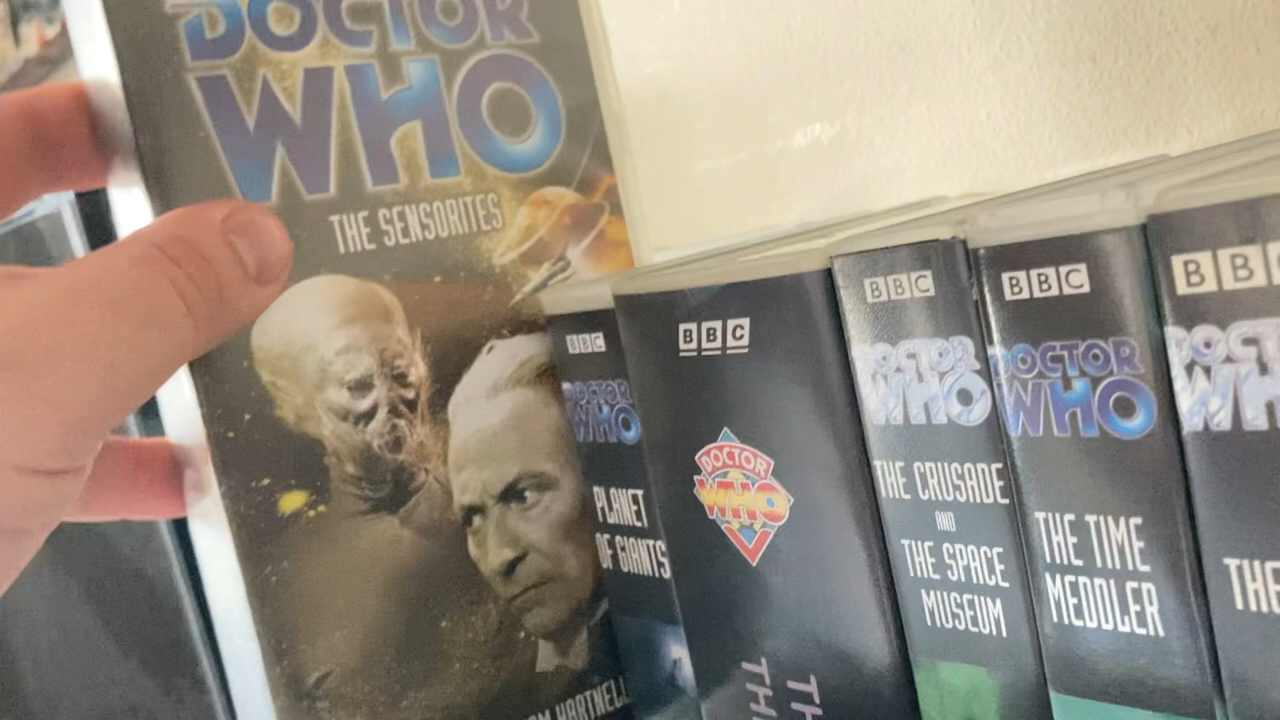 DOCTOR
WHO
THE SENSORITES
HARTNELL
BBC
DOCTOR
WHO
PLANET
OF GIANTS
BBC
DOCTOR
WHO
BBC
DOCTOR
WHO
THE CRUSADE
AND
THE SPACE
MUSEUM
BBC
DOCTOR
WHO
THE TIME
MEDDLER